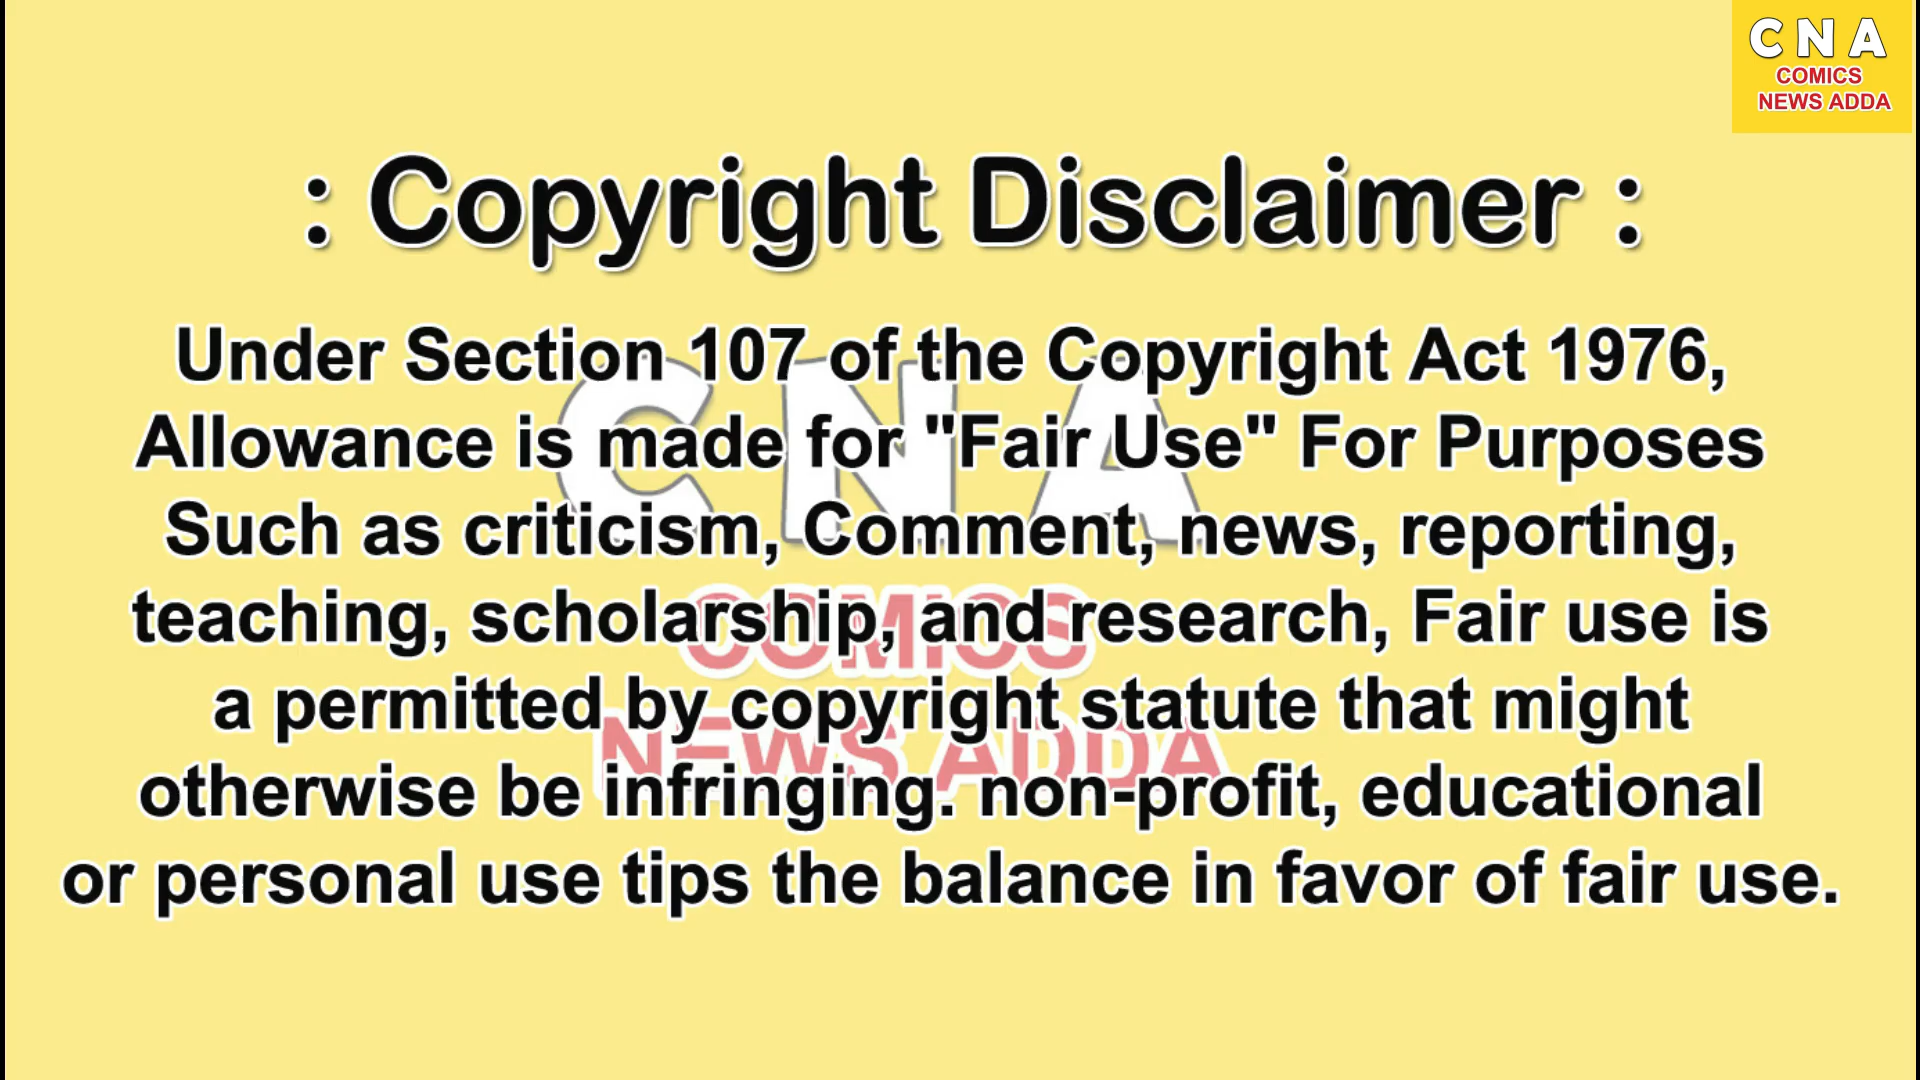 C N A
COMICS
NEWS ADDA
: Copyright Disclaimer :
Under Section 107 of the Copyright Act 1976,
Allowance is made for "Fair Use" For Purposes
Such as criticism, Comment, news, reporting,
teaching, scholarship, and research, Fair use is
a permitted by copyright statute that might
otherwise be infringing. non-profit, educational
or personal use tips the balance in favor of fair use.
C N A
COMICS
NEWS ADDA